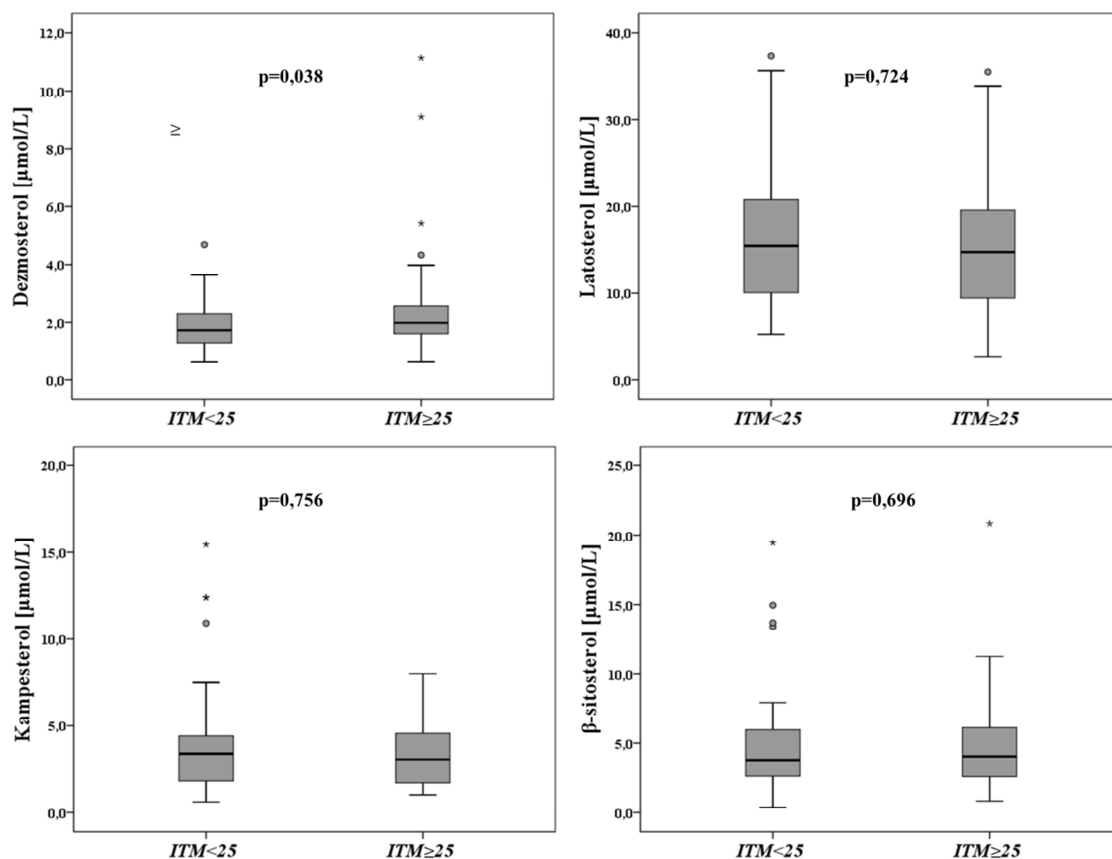 Dezmosterol [µmol/L]
12,0
10,0
8,0
6,0
4,0
2,0
0,0
p=0,038
≥
ITM<25
ITM≥25
Latosterol [µmol/L]
40,0
30,0
20,0
10,0
0,0
p=0,724
ITM<25
ITM≥25
Kampesterol [µmol/L]
20,0
15,0
10,0
5,0
0,0
p=0,756
ITM<25
ITM≥25
β-sitosterol [µmol/L]
25,0
20,0
15,0
10,0
5,0
0,0
p=0,696
ITM<25
ITM≥25